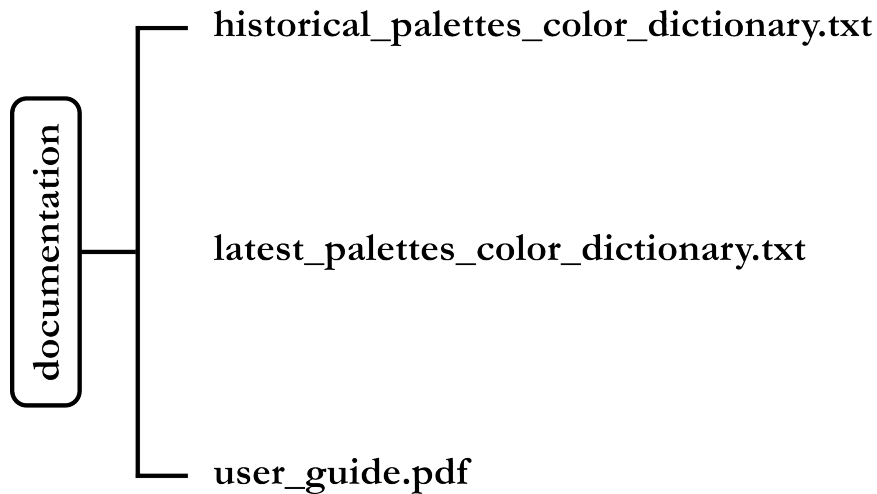 documentation
historical_palettes_color_dictionary.txt
latest_palettes_color_dictionary.txt
user_guide.pdf